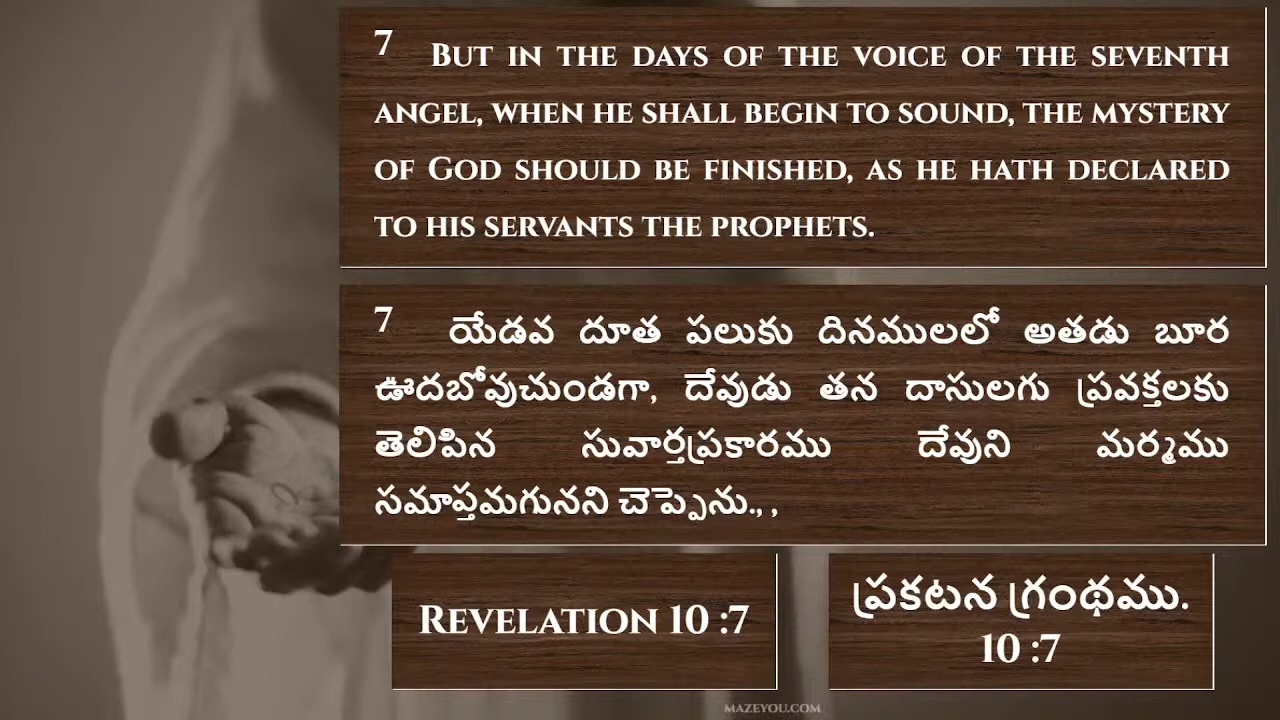 7 But in the days of the voice of the seventh
angel, when he shall begin to sound, the mystery
of God should be finished, as he hath declared
to his servants the prophets.
7 యేడవ దూత పలుకు దినములలో అతడు బూర
ఊదబోవుచుండగా, దేవుడు తన దాసులగు ప్రవక్తలకు
తెలిపిన సువార్తప్రకారము దేవుని మర్మము
సమాప్తమగునని చెప్పెను.,,
Revelation 10 :7
ప్రకటన గ్రంథము.
10 :7
MAZEYOU.COM